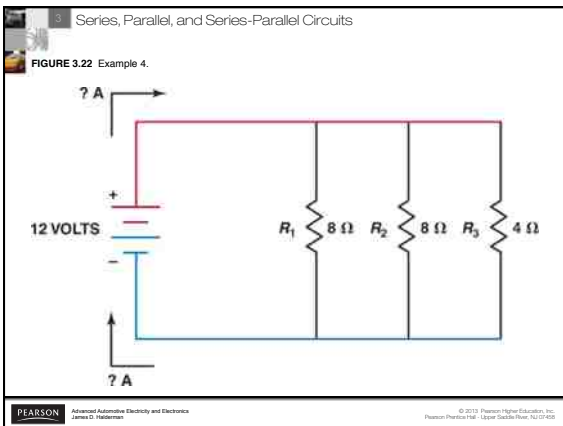 3 Series, Parallel, and Series-Parallel Circuits
FIGURE 3.22 Example 4.
? A
+
12 VOLTS
−
R1 8 Ω R2 8 Ω R3 4 Ω
? A
PEARSON
Advanced Automotive Electricity and Electronics
James D. Halderman
© 2013 Pearson Higher Education, Inc.
Pearson Prentice Hall - Upper Saddle River, NJ 07458